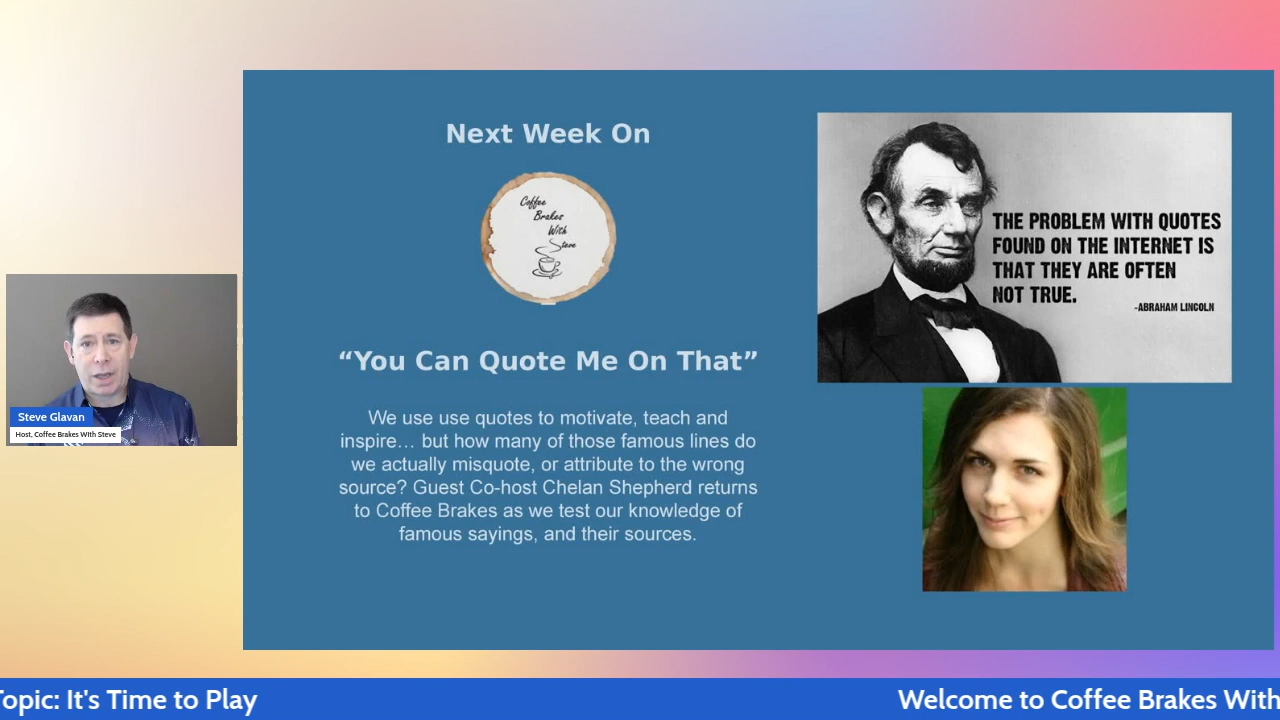 Next Week On
Coffee
Brakes
With
Steve
“You Can Quote Me On That”
We use use quotes to motivate, teach and
inspire... but how many of those famous lines do
we actually misquote, or attribute to the wrong
source? Guest Co-host Chelan Shepherd returns
to Coffee Brakes as we test our knowledge of
famous sayings, and their sources.
THE PROBLEM WITH QUOTES
FOUND ON THE INTERNET IS
THAT THEY ARE OFTEN
NOT TRUE.
-ABRAHAM LINCOLN
Steve Glavan
Host, Coffee Brakes With Steve
Topic: It's Time to Play
Welcome to Coffee Brakes With